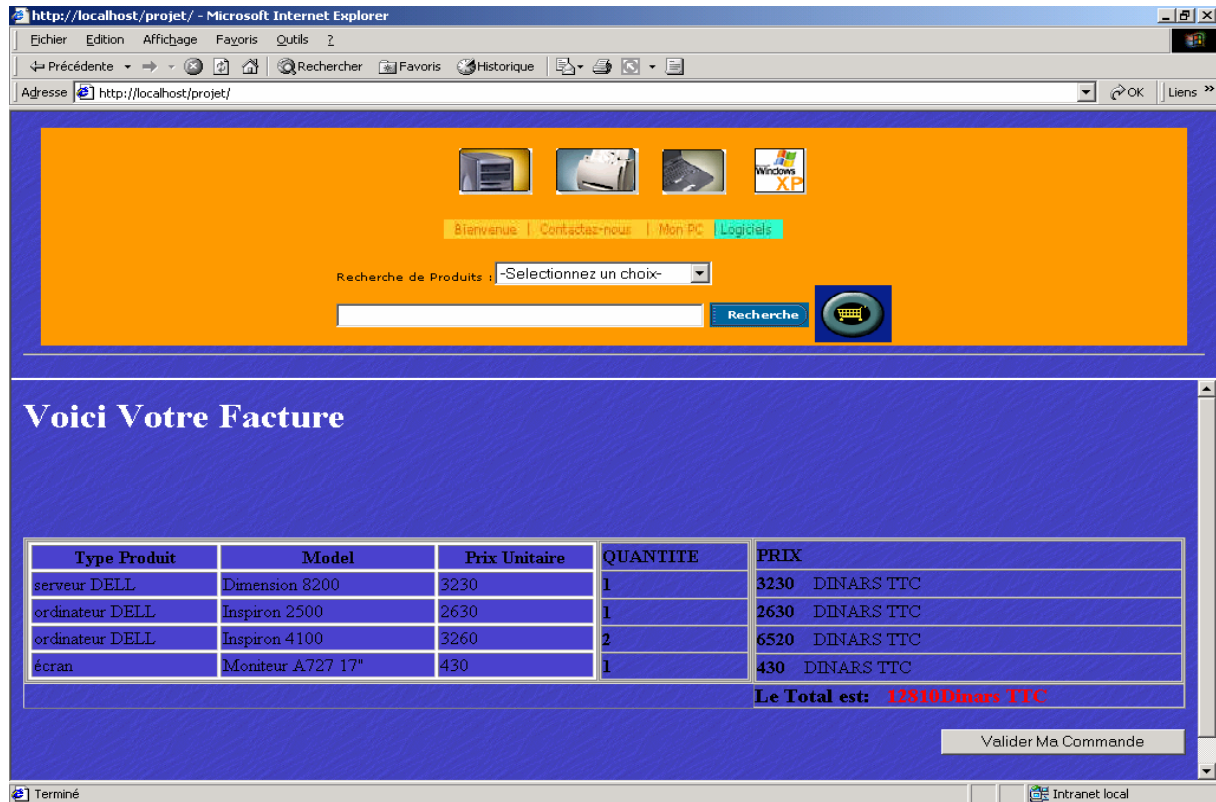 http://localhost/projet/ - Microsoft Internet Explorer
Fichier Edition Affichage Favoris Outils ?
Précédente Rechercher Favoris Historique
Adresse http://localhost/projet/ OK Liens »
Windows XP
Bienvenue | Contactez-nous | Mon PC | Logiciels
Recherche de Produits : -Selectionnez un choix-
Recherche
Voici Votre Facture
Type Produit Model Prix Unitaire QUANTITE PRIX
serveur DELL Dimension 8200 3230 1 3230 DINARS TTC
ordinateur DELL Inspiron 2500 2630 1 2630 DINARS TTC
ordinateur DELL Inspiron 4100 3260 2 6520 DINARS TTC
écran Moniteur A727 17" 430 1 430 DINARS TTC
Le Total est: 12810Dinars TTC
Valider Ma Commande
Terminé Intranet local